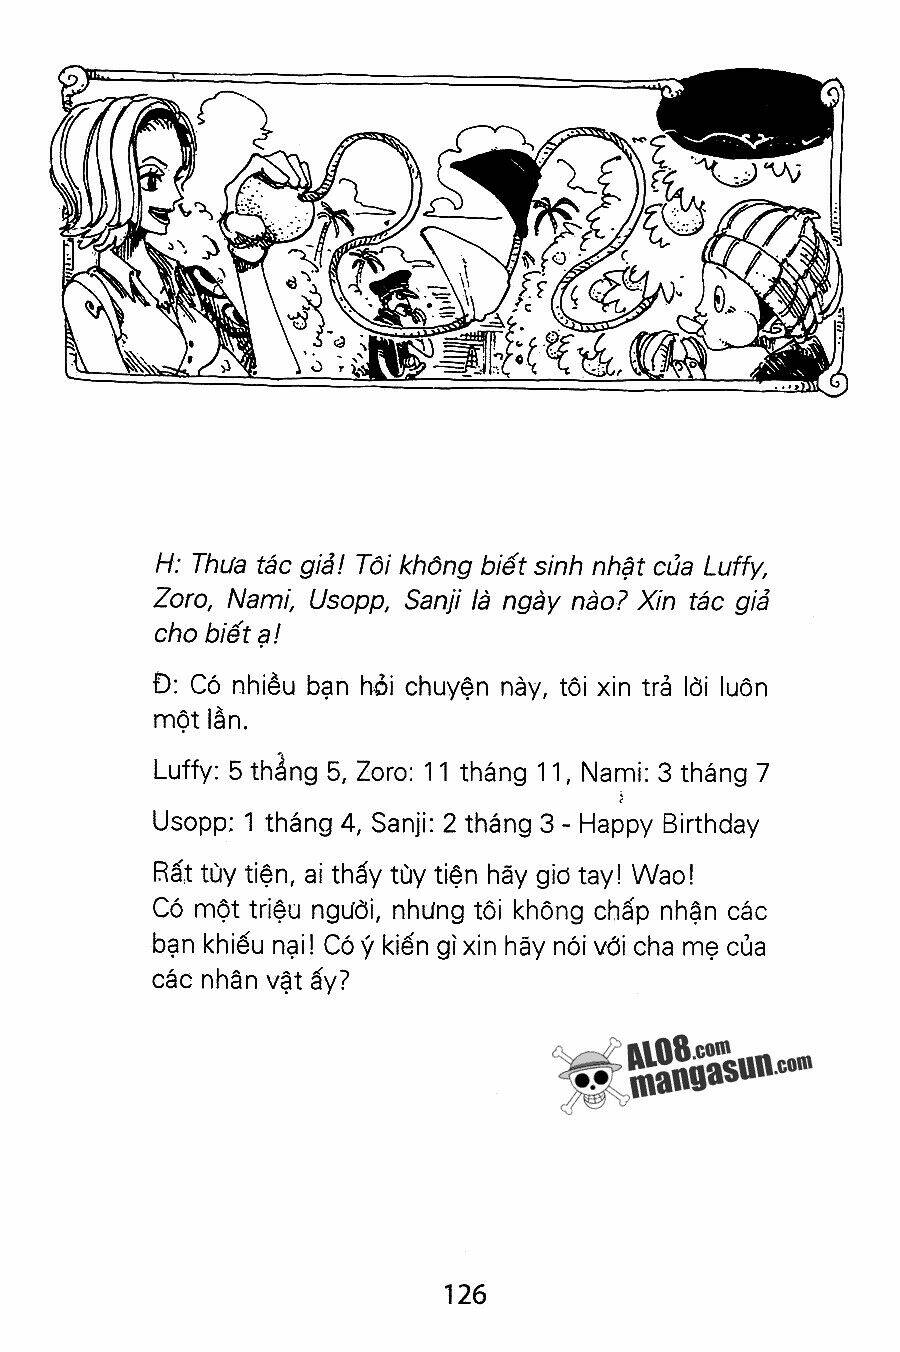 H: Thưa tác giả! Tôi không biết sinh nhật của Luffy,
Zoro, Nami, Usopp, Sanji là ngày nào? Xin tác giả
cho biết ạ!
Đ: Có nhiều bạn hỏi chuyện này, tôi xin trả lời luôn
một lần.
Luffy: 5 tháng 5, Zoro: 11 tháng 11, Nami: 3 tháng 7
Usopp: 1 tháng 4, Sanji: 2 tháng 3 - Happy Birthday
Rất tùy tiện, ai thấy tùy tiện hãy giơ tay! Wao!
Có một triệu người, nhưng tôi không chấp nhận các
bạn khiếu nại! Có ý kiến gì xin hãy nói với cha mẹ của
các nhân vật ấy?
ALO8.com
mangasun.com
126